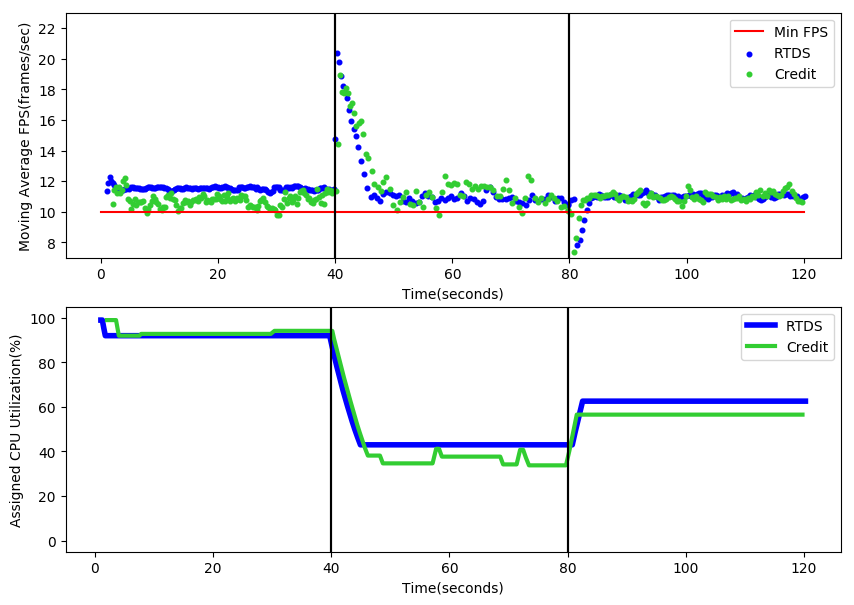 Moving Average FPS(frames/sec)
22
20
18
16
14
12
10
8
Min FPS
RTDS
Credit
0 20 40 60 80 100 120
Time(seconds)
Assigned CPU Utilization(%)
100
80
60
40
20
0
RTDS
Credit
0 20 40 60 80 100 120
Time(seconds)